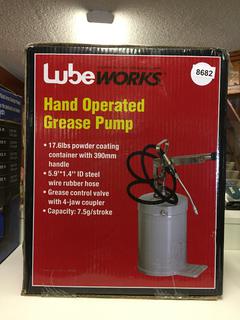 LubeWORKS
8682
Hand Operated
Grease Pump
• 17.6lbs powder coating
container with 390mm
handle
• 5.9'*1.4" ID steel
wire rubber hose
• Grease control valve
with 4-jaw coupler
• Capacity: 7.5g/stroke